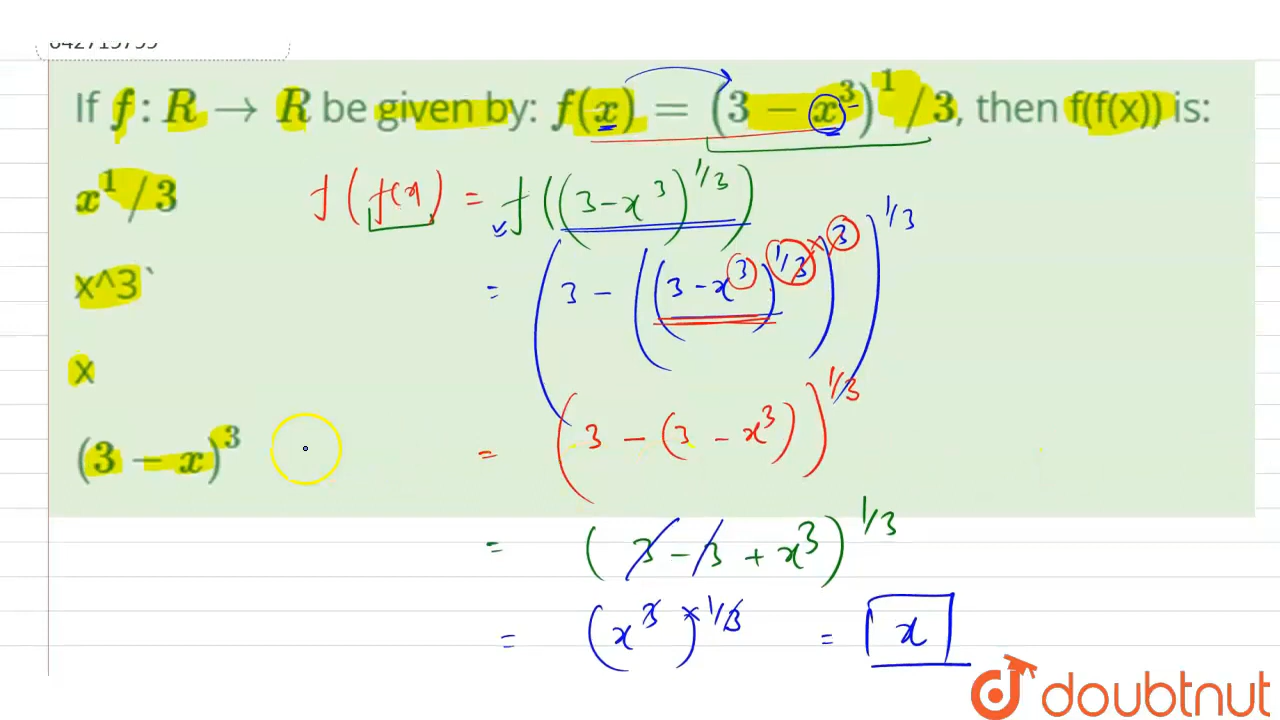 If f : R → R be given by: f(x) = (3 − x³)¹/3, then f(f(x)) is:
x¹/3
x^3`
x
(3 − x)³
f(f(x) = f((3-x³)^1/3)
= (3 - ((3-x³)^1/3)^3)^1/3
= (3 - (3 - x³))^1/3
= (3 - 3 + x³)^1/3
= (x³)^×1/3 = x
doubtnut